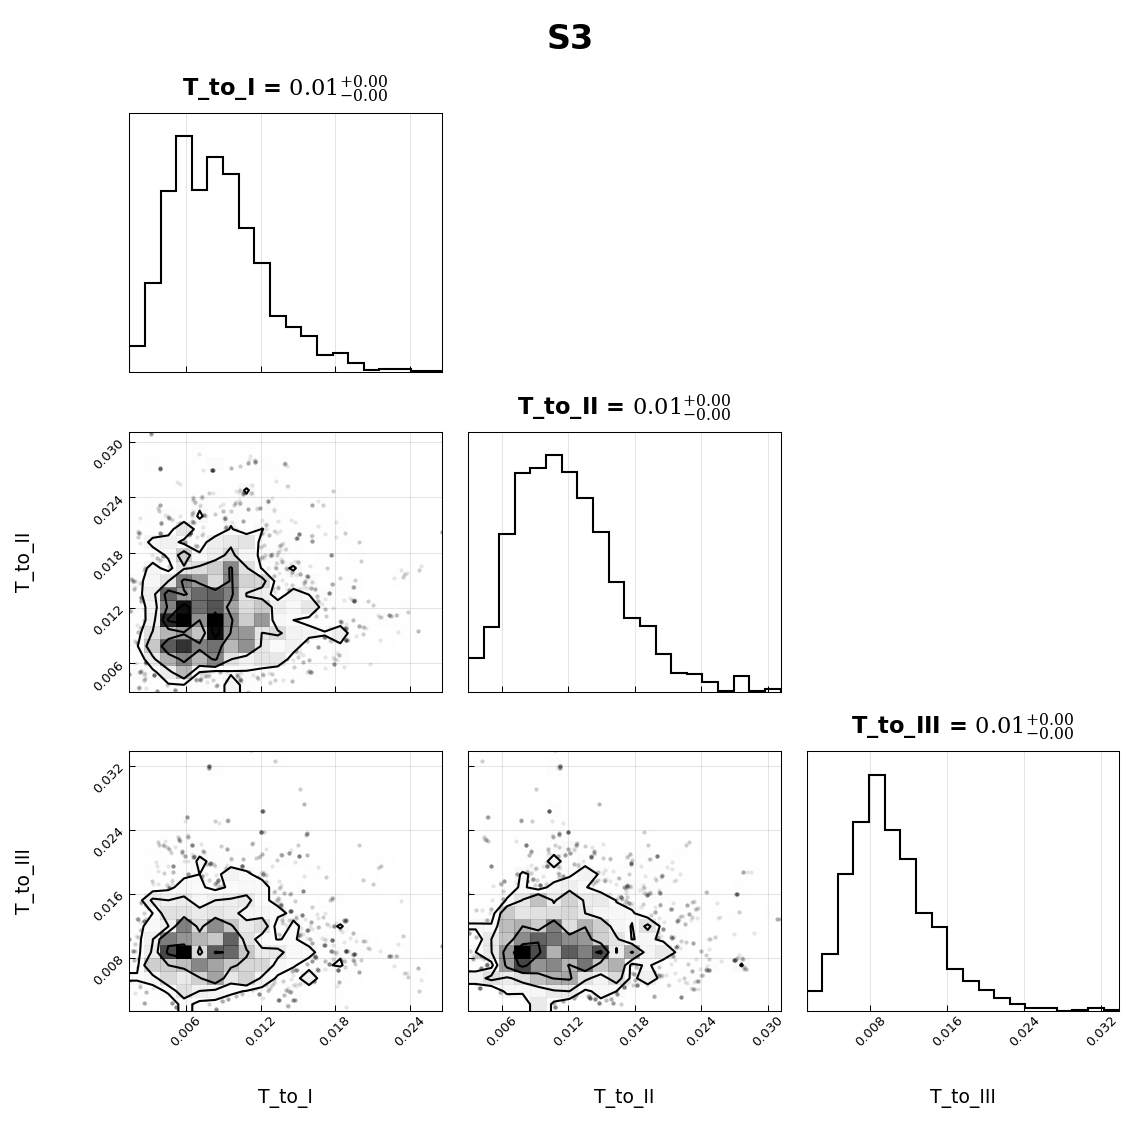 S3
T_to_I = 0.01+0.00−0.00
T_to_II = 0.01+0.00−0.00
T_to_II
0.030
0.024
0.018
0.012
0.006
T_to_III = 0.01+0.00−0.00
T_to_III
0.032
0.024
0.016
0.008
0.006 0.012 0.018 0.024
0.006 0.012 0.018 0.024 0.030
0.008 0.016 0.024 0.032
T_to_I T_to_II T_to_III